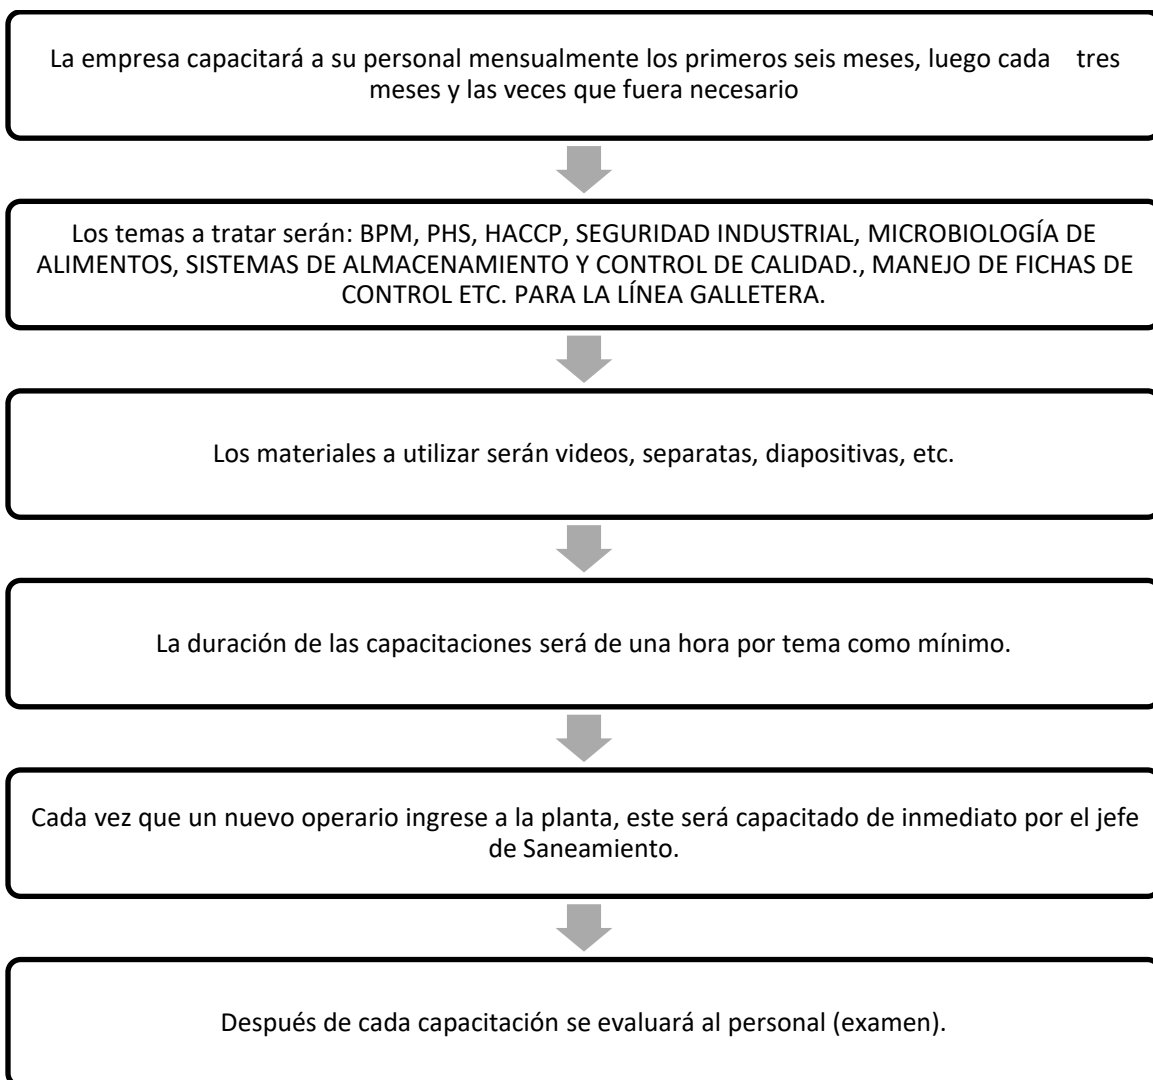 La empresa capacitará a su personal mensualmente los primeros seis meses, luego cada tres
meses y las veces que fuera necesario
Los temas a tratar serán: BPM, PHS, HACCP, SEGURIDAD INDUSTRIAL, MICROBIOLOGÍA DE
ALIMENTOS, SISTEMAS DE ALMACENAMIENTO Y CONTROL DE CALIDAD., MANEJO DE FICHAS DE
CONTROL ETC. PARA LA LÍNEA GALLETERA.
Los materiales a utilizar serán videos, separatas, diapositivas, etc.
La duración de las capacitaciones será de una hora por tema como mínimo.
Cada vez que un nuevo operario ingrese a la planta, este será capacitado de inmediato por el jefe
de Saneamiento.
Después de cada capacitación se evaluará al personal (examen).